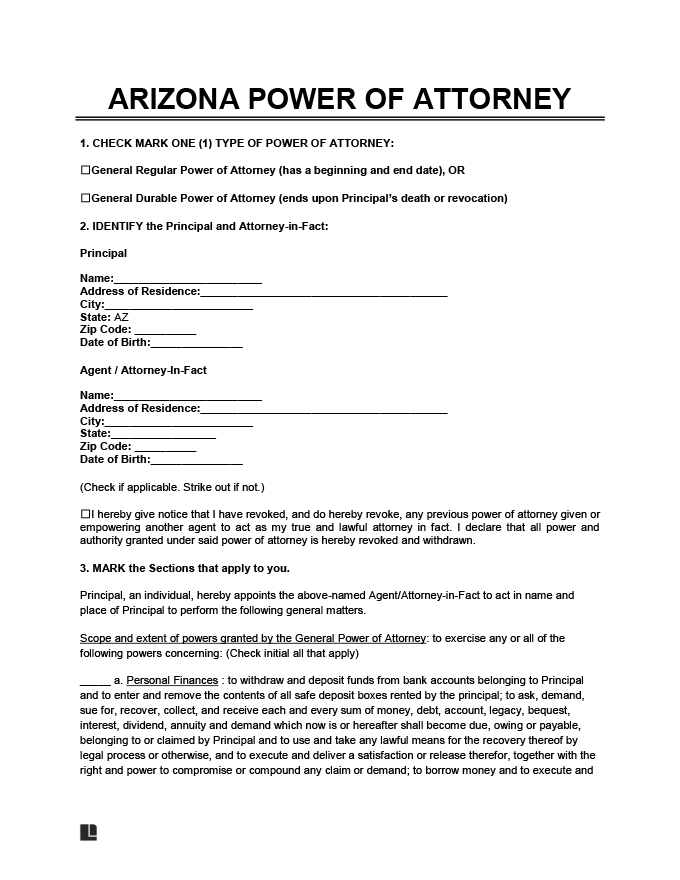 ARIZONA POWER OF ATTORNEY
1. CHECK MARK ONE (1) TYPE OF POWER OF ATTORNEY:
☐General Regular Power of Attorney (has a beginning and end date), OR
☐General Durable Power of Attorney (ends upon Principal’s death or revocation)
2. IDENTIFY the Principal and Attorney-in-Fact:
Principal
Name:________________________
Address of Residence:________________________________________
City:________________________
State: AZ
Zip Code: __________
Date of Birth:_______________
Agent / Attorney-In-Fact
Name:________________________
Address of Residence:________________________________________
City:________________________
State:_________________
Zip Code: __________
Date of Birth:_______________
(Check if applicable. Strike out if not.)
☐I hereby give notice that I have revoked, and do hereby revoke, any previous power of attorney given or
empowering another agent to act as my true and lawful attorney in fact. I declare that all power and
authority granted under said power of attorney is hereby revoked and withdrawn.
3. MARK the Sections that apply to you.
Principal, an individual, hereby appoints the above-named Agent/Attorney-in-Fact to act in name and
place of Principal to perform the following general matters.
Scope and extent of powers granted by the General Power of Attorney: to exercise any or all of the
following powers concerning: (Check initial all that apply)
_____ a. Personal Finances : to withdraw and deposit funds from bank accounts belonging to Principal
and to enter and remove the contents of all safe deposit boxes rented by the principal; to ask, demand,
sue for, recover, collect, and receive each and every sum of money, debt, account, legacy, bequest,
interest, dividend, annuity and demand which now is or hereafter shall become due, owing or payable,
belonging to or claimed by Principal and to use and take any lawful means for the recovery thereof by
legal process or otherwise, and to execute and deliver a satisfaction or release therefor, together with the
right and power to compromise or compound any claim or demand; to borrow money and to execute and